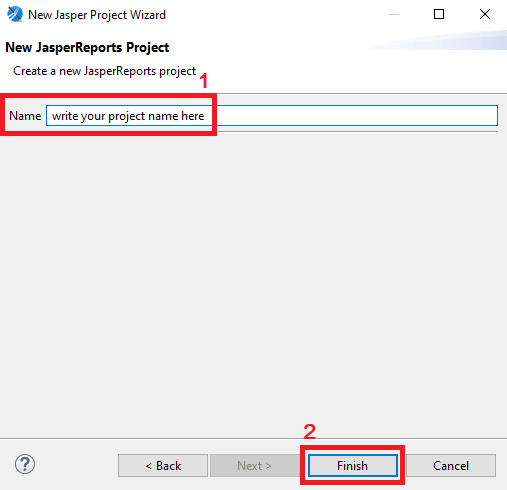 New Jasper Project Wizard
New JasperReports Project
Create a new JasperReports project
1
Name write your project name here
2
? < Back Next > Finish Cancel